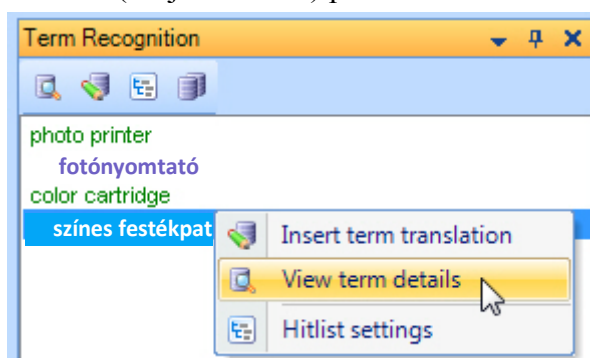 Term Recognition
photo printer
fotónyomtató
color cartridge
színes festékpat
Insert term translation
View term details
Hitlist settings